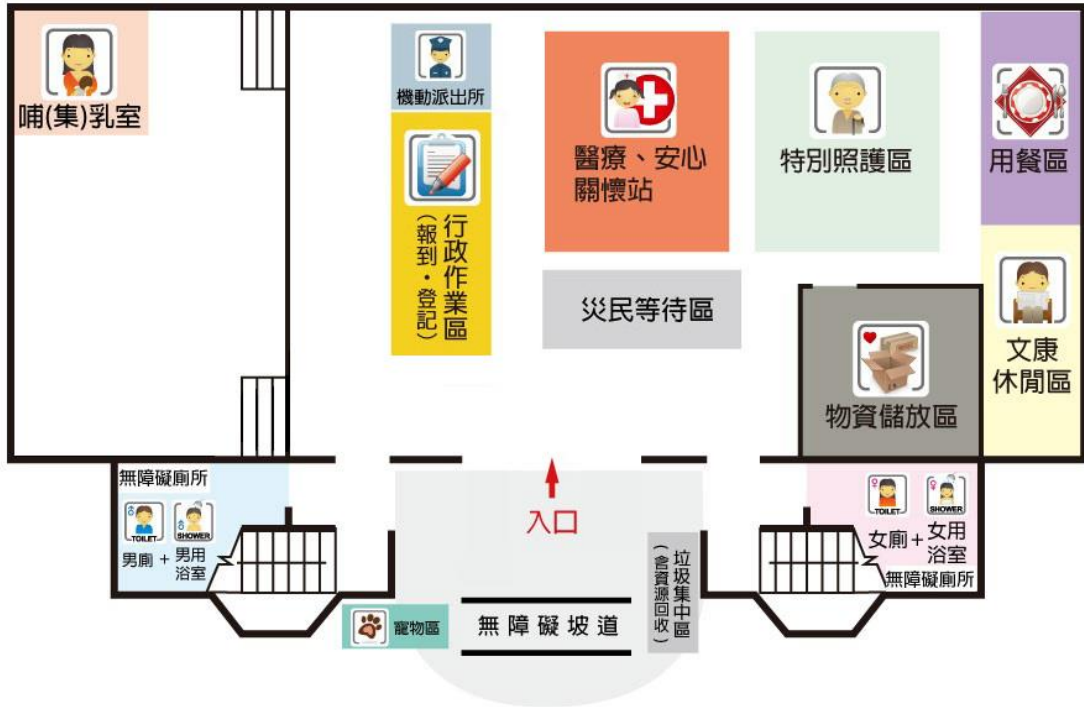 哺(集)乳室
機動派出所
行政作業區
(報到・登記)
醫療、安心
關懷站
特別照護區
用餐區
災民等待區
文康
休閒區
物資儲放區
無障礙廁所
TOILET
SHOWER
男廁 + 男用
浴室
入口
TOILET
SHOWER
女廁 + 女用
浴室
無障礙廁所
垃圾集中區
(含資源回收)
寵物區
無障礙坡道